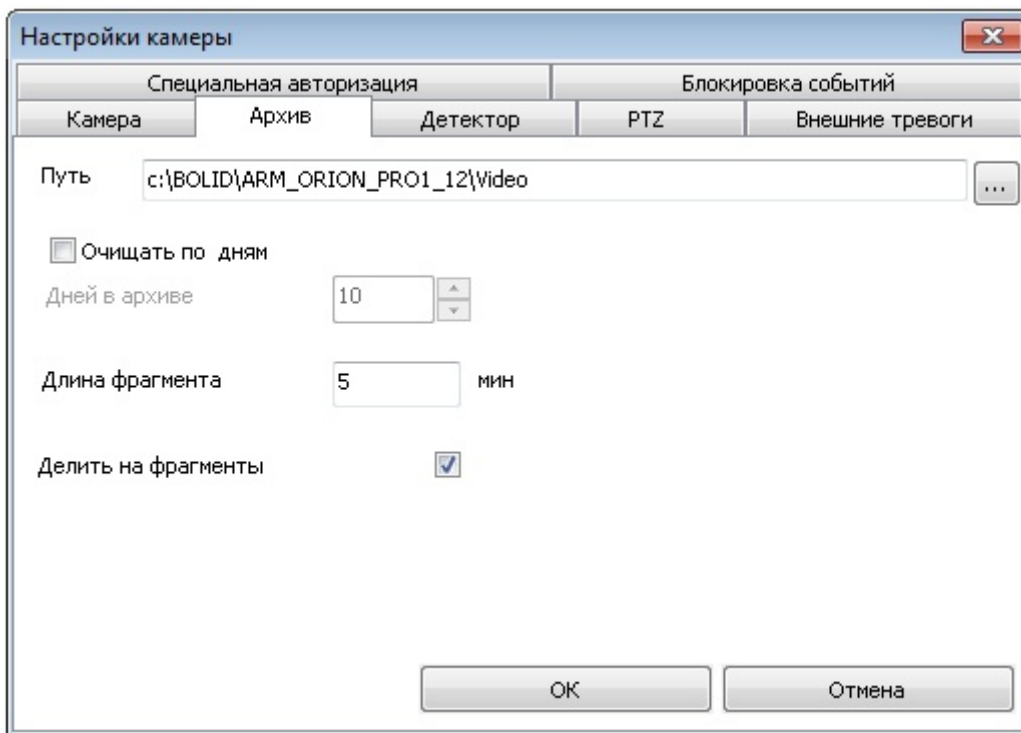 Настройки камеры
Специальная авторизация Блокировка событий
Камера Архив Детектор PTZ Внешние тревоги
Путь c:\BOLID\ARM_ORION_PRO1_12\Video ...
Очищать по дням
Дней в архиве 10
Длина фрагмента 5 мин
Делить на фрагменты
OK Отмена